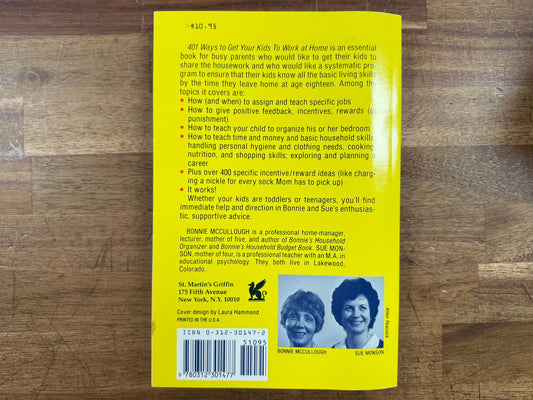 >$10.95
401 Ways to Get Your Kids To Work at Home is an essential
book for busy parents who would like to get their kids to
share the housework and who would like a systematic pro-
gram to ensure that their kids know all the basic living skills
by the time they leave home at age eighteen. Among the
topics it covers are:
• How (and when) to assign and teach specific jobs
• How to give positive feedback, incentives, rewards (or
punishment)
• How to teach your child to organize his or her bedroom
• How to teach time and money and basic household skills:
handling personal hygiene and clothing needs, cooking,
nutrition, and shopping skills; exploring and planning a
career
• Plus over 400 specific incentive/reward ideas (like charg-
ing a nickle for every sock Mom has to pick up)
• It works!
Whether your kids are toddlers or teenagers, you'll find
immediate help and direction in Bonnie and Sue's enthusias-
tic, supportive advice.
BONNIE MCCULLOUGH is a professional home-manager,
lecturer, mother of five, and author of Bonnie's Household
Organizer and Bonnie's Household Budget Book. SUE MON-
SON, mother of four, is a professional teacher with an M.A. in
educational psychology. They both live in Lakewood,
Colorado.
St. Martin's Griffin
175 Fifth Avenue
New York, N.Y. 10010
Cover design by Laura Hammond
PRINTED IN THE U.S.A.
ISBN 0-312-30147-2
51095
9 780312 301477
BONNIE MCCULLOUGH
SUE MONSON